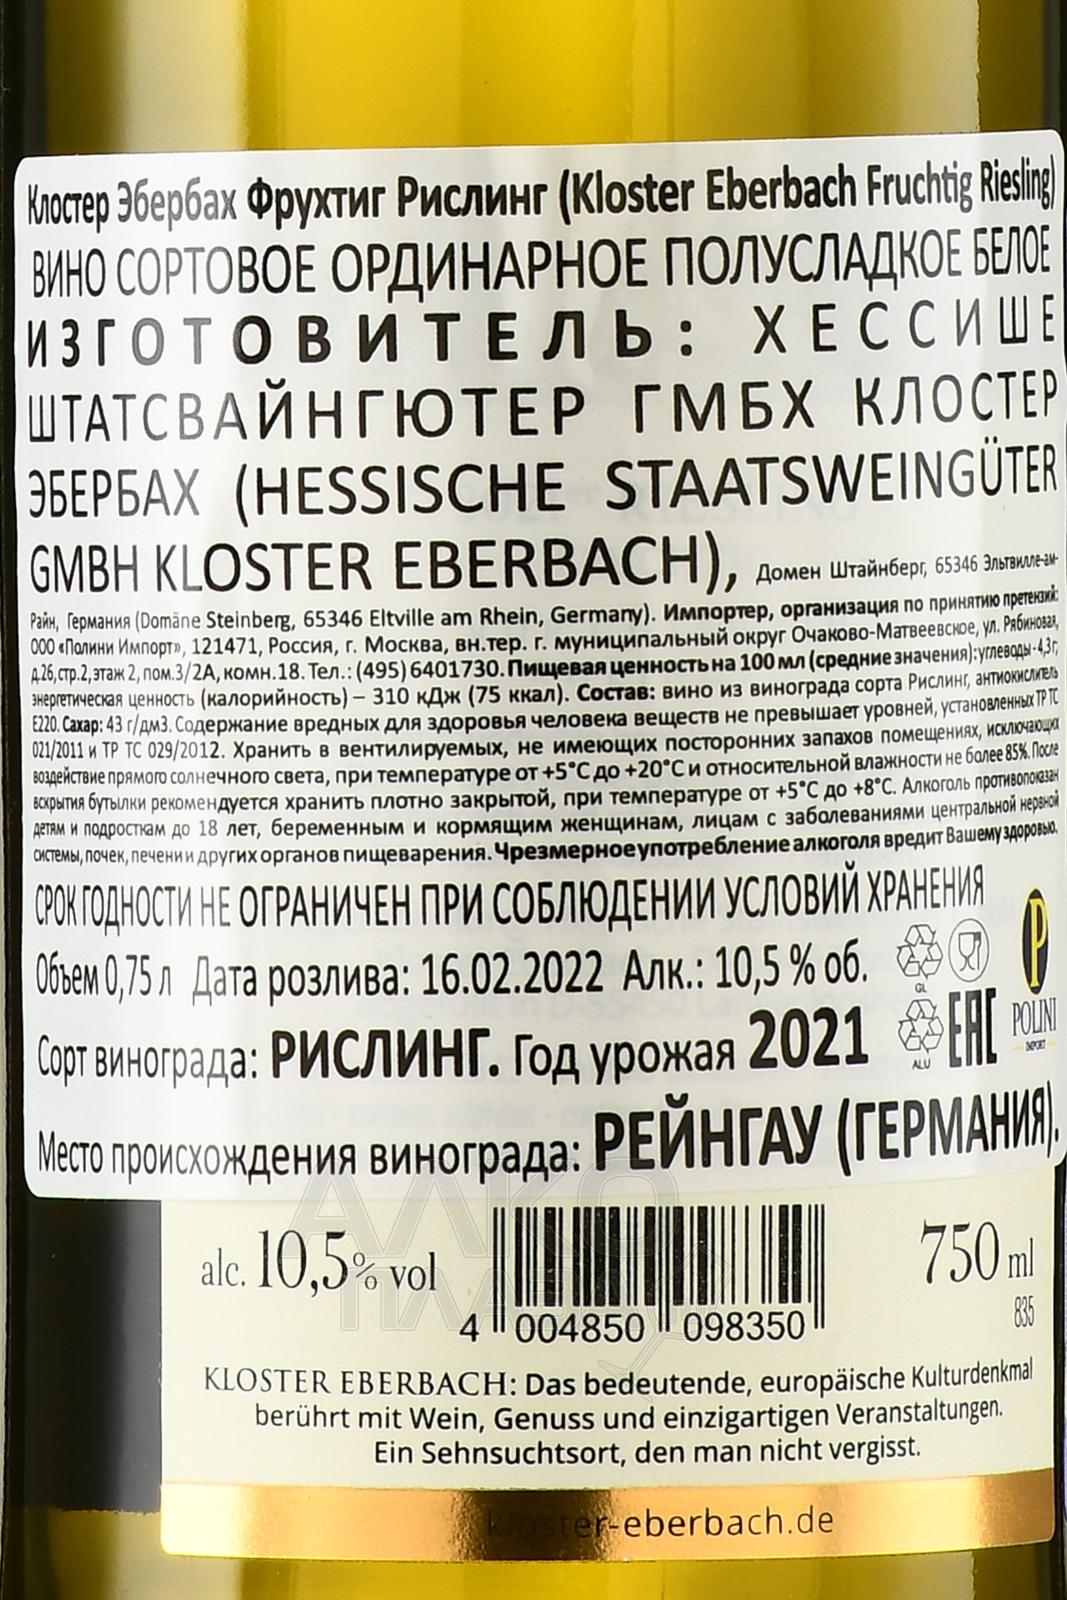 Клостер Эбербах Фрухтиг Рислинг (Kloster Eberbach Fruchtig Riesling)
ВИНО СОРТОВОЕ ОРДИНАРНОЕ ПОЛУСЛАДКОЕ БЕЛОЕ
ИЗГОТОВИТЕЛЬ: ХЕССИШЕ
ШТАТСВАЙНГЮТЕР ГМБХ КЛОСТЕР
ЭБЕРБАХ (HESSISCHE STAATSWEINGÜTER
GMBH KLOSTER EBERBACH), Домен Штайнберг, 65346 Эльтвилле-ам-
Райн, Германия (Domäne Steinberg, 65346 Eltville am Rhein, Germany). Импортер, организация по принятию претензий:
ООО «Полини Импорт», 121471, Россия, г. Москва, вн.тер. г. муниципальный округ Очаково-Матвеевское, ул. Рябиновая,
д.26, стр.2, этаж 2, пом.3/2А, комн.18. Тел.: (495) 6401730. Пищевая ценность на 100 мл (средние значения): углеводы - 4,3 г;
энергетическая ценность (калорийность) – 310 кДж (75 ккал). Состав: вино из винограда сорта Рислинг, антиокислитель
Е220. Сахар: 43 г/дм3. Содержание вредных для здоровья человека веществ не превышает уровней, установленных ТР ТС
021/2011 и ТР ТС 029/2012. Хранить в вентилируемых, не имеющих посторонних запахов помещениях, исключающих
воздействие прямого солнечного света, при температуре от +5°С до +20°С и относительной влажности не более 85%. После
вскрытия бутылки рекомендуется хранить плотно закрытой, при температуре от +5°С до +8°С. Алкоголь противопоказан
детям и подросткам до 18 лет, беременным и кормящим женщинам, лицам с заболеваниями центральной нервной
системы, почек, печени и других органов пищеварения. Чрезмерное употребление алкоголя вредит Вашему здоровью.
СРОК ГОДНОСТИ НЕ ОГРАНИЧЕН ПРИ СОБЛЮДЕНИИ УСЛОВИЙ ХРАНЕНИЯ
Объем 0,75 л Дата розлива: 16.02.2022 Алк.: 10,5 % об.
GL
P
POLINI
IMPORT
ALU
EAC
Сорт винограда: РИСЛИНГ. Год урожая 2021
Место происхождения винограда: РЕЙНГАУ (ГЕРМАНИЯ).
АЛКО
ПЛАЗА
alc. 10,5% vol
4 004850 098350
750 ml
835
KLOSTER EBERBACH: Das bedeutende, europäische Kulturdenkmal
berührt mit Wein, Genuss und einzigartigen Veranstaltungen.
Ein Sehnsuchtsort, den man nicht vergisst.
kloster-eberbach.de